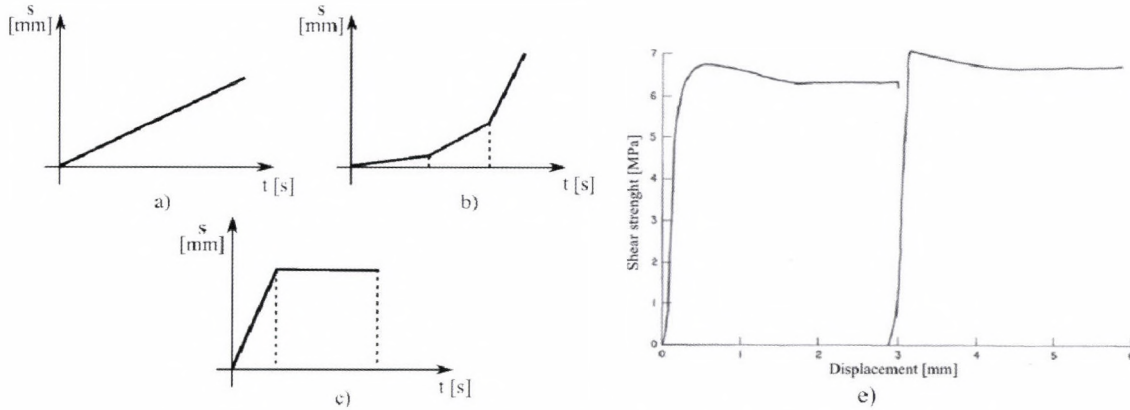 s
[mm]
t [s]
a)
s
[mm]
t [s]
b)
s
[mm]
t [s]
c)
7
6
5
4
3
2
1
0
Shear strenght [MPa]
0
1
2
3
4
5
6
Displacement [mm]
e)